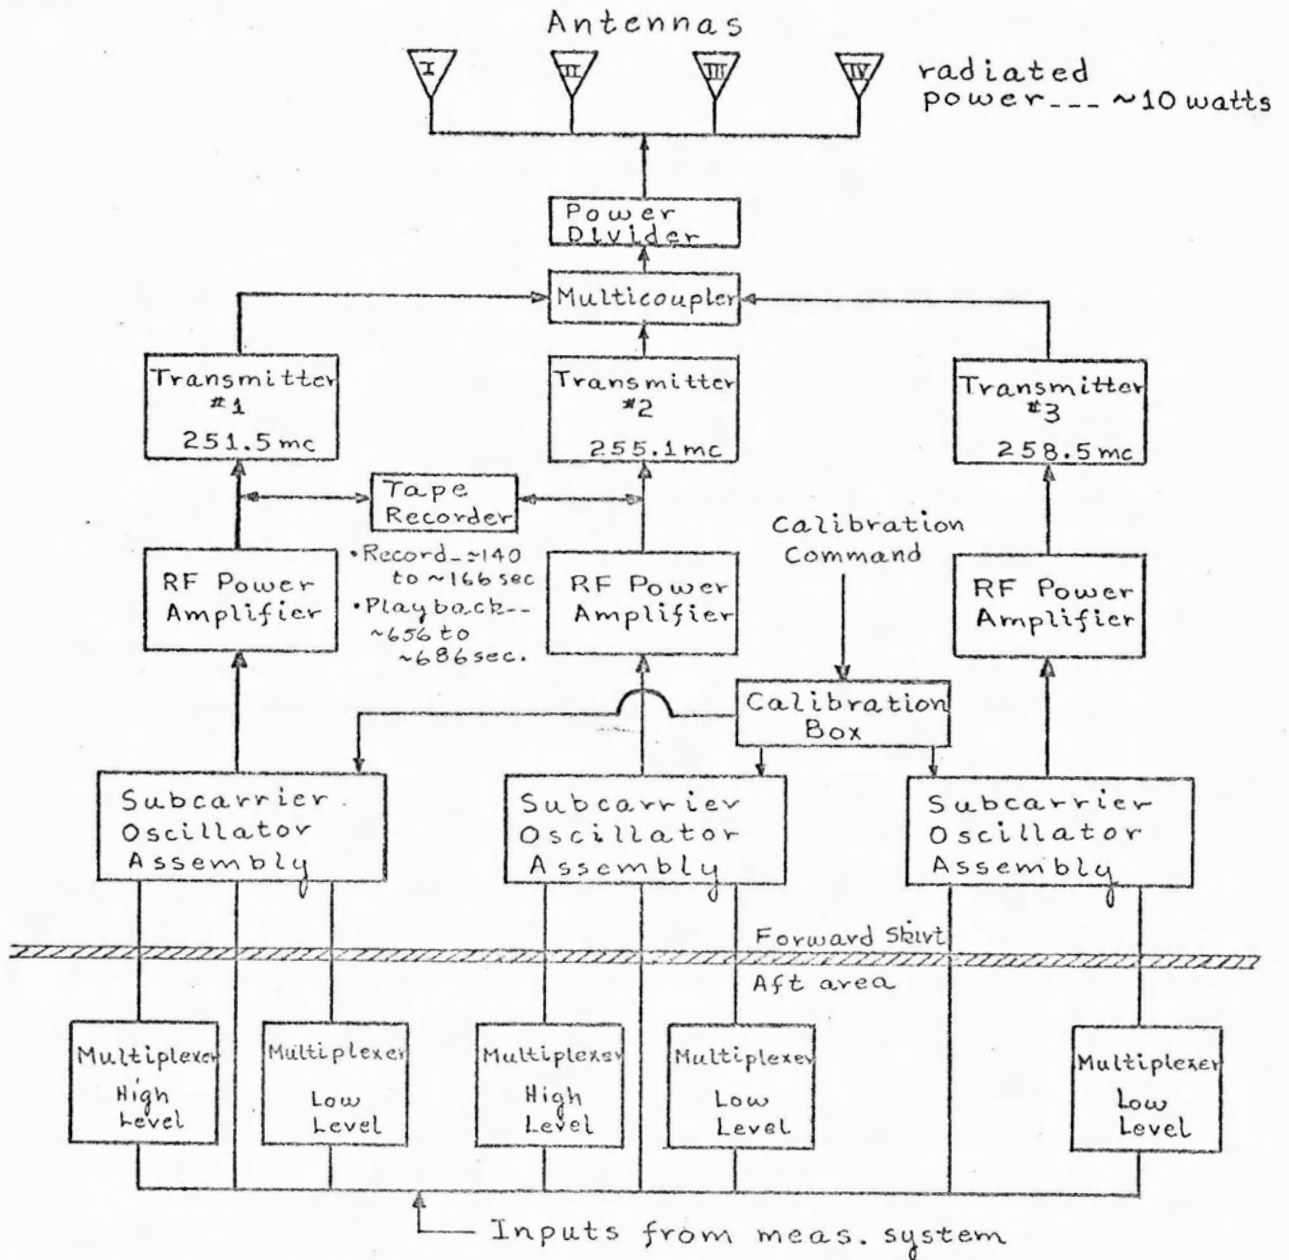 Antennas
I II III IV
radiated
power--- ~10 watts
Power
Divider
Multicoupler
Transmitter
#1
251.5 mc
Transmitter
#2
255.1 mc
Transmitter
#3
258.5 mc
Tape
Recorder
•Record-~140
to ~166 sec
•Playback--
~656 to
~686 sec.
Calibration
Command
RF Power
Amplifier
RF Power
Amplifier
RF Power
Amplifier
Calibration
Box
Subcarrier
Oscillator
Assembly
Subcarrier
Oscillator
Assembly
Subcarrier
Oscillator
Assembly
Forward Skirt
Aft area
Multiplexer
High
Level
Multiplexer
Low
Level
Multiplexer
High
Level
Multiplexer
Low
Level
Multiplexer
Low
Level
Inputs from meas. system